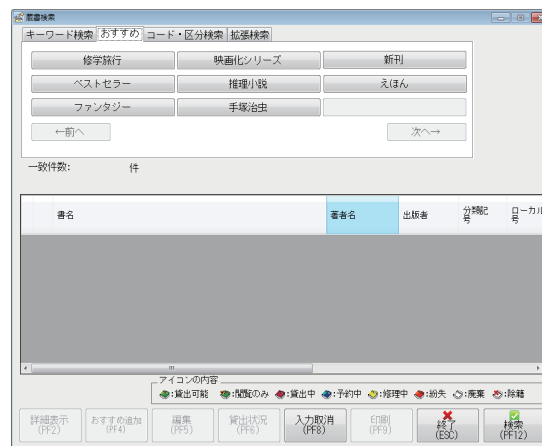 蔵書検索
キーワード検索 おすすめ コード・区分検索 拡張検索
修学旅行 映画化シリーズ 新刊
ベストセラー 推理小説 えほん
ファンタジー 手塚治虫
←前へ 次へ→
一致件数: 件
書名 著者名 出版者 分類記号 ローカル号
アイコンの内容
:貸出可能 :閲覧のみ :貸出中 :予約中 :修理中 :紛失 :廃棄 :除籍
詳細表示 おすすめ追加 編集 貸出状況 入力取消 印刷 終了 検索
(PF2) (PF4) (PF5) (PF6) (PF8) (PF9) (ESC) (PF12)